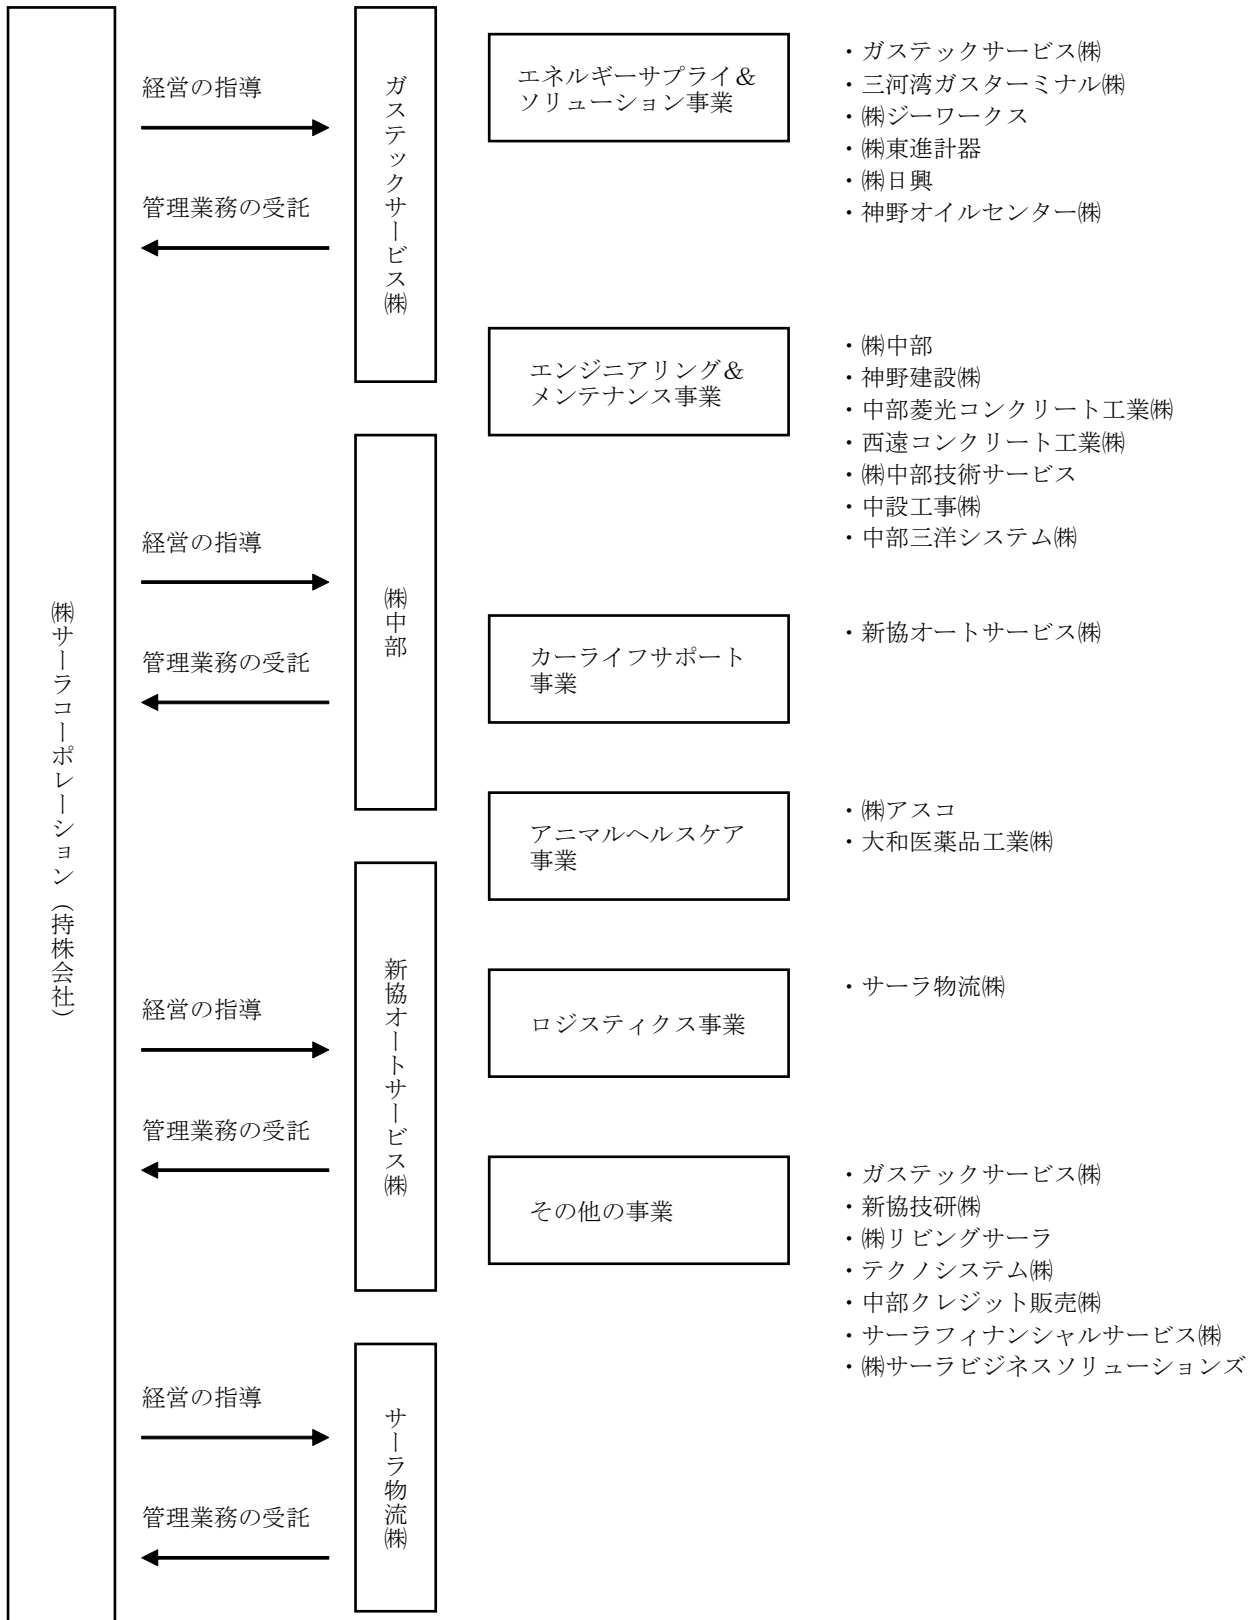 ㈱サーラコーポレーション（持株会社）
経営の指導
管理業務の受託
ガステックサービス㈱
経営の指導
管理業務の受託
㈱中部
経営の指導
管理業務の受託
新協オートサービス㈱
経営の指導
管理業務の受託
サーラ物流㈱
エネルギーサプライ＆
ソリューション事業
・ガステックサービス㈱
・三河湾ガスターミナル㈱
・㈱ジーワークス
・㈱東進計器
・㈱日興
・神野オイルセンター㈱
エンジニアリング＆
メンテナンス事業
・㈱中部
・神野建設㈱
・中部菱光コンクリート工業㈱
・西遠コンクリート工業㈱
・㈱中部技術サービス
・中設工事㈱
・中部三洋システム㈱
カーライフサポート
事業
・新協オートサービス㈱
アニマルヘルスケア
事業
・㈱アスコ
・大和医薬品工業㈱
ロジスティクス事業
・サーラ物流㈱
その他の事業
・ガステックサービス㈱
・新協技研㈱
・㈱リビングサーラ
・テクノシステム㈱
・中部クレジット販売㈱
・サーラフィナンシャルサービス㈱
・㈱サーラビジネスソリューションズ